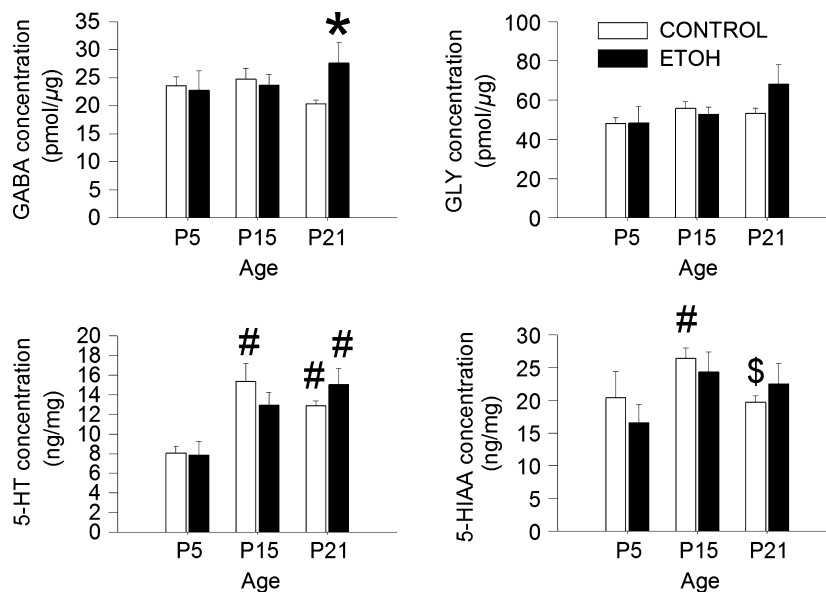 GABA concentration
(pmol/µg)
35
30
25
20
15
10
5
0
*
P5 P15 P21
Age
GLY concentration
(pmol/µg)
100
80
60
40
20
0
CONTROL
ETOH
P5 P15 P21
Age
5-HT concentration
(ng/mg)
20
18
16
14
12
10
8
6
4
2
0
# # #
P5 P15 P21
Age
5-HIAA concentration
(ng/mg)
30
25
20
15
10
5
0
# $
P5 P15 P21
Age